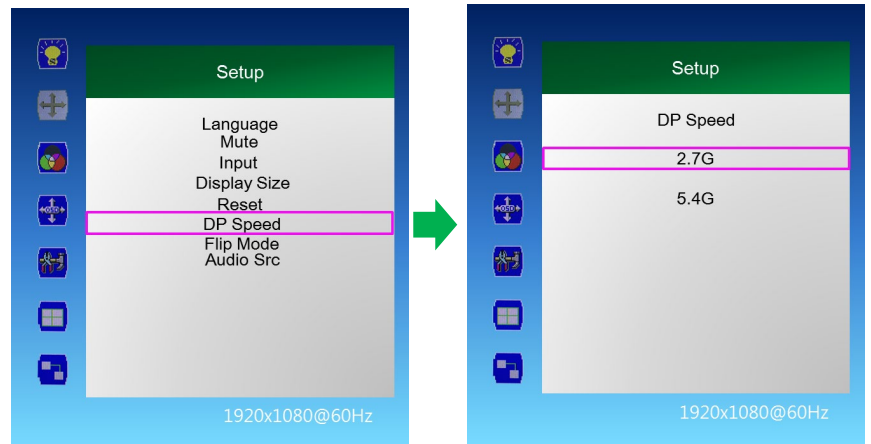 Setup
Language
Mute
Input
Display Size
Reset
DP Speed
Flip Mode
Audio Src
1920x1080@60Hz
Setup
DP Speed
2.7G
5.4G
1920x1080@60Hz